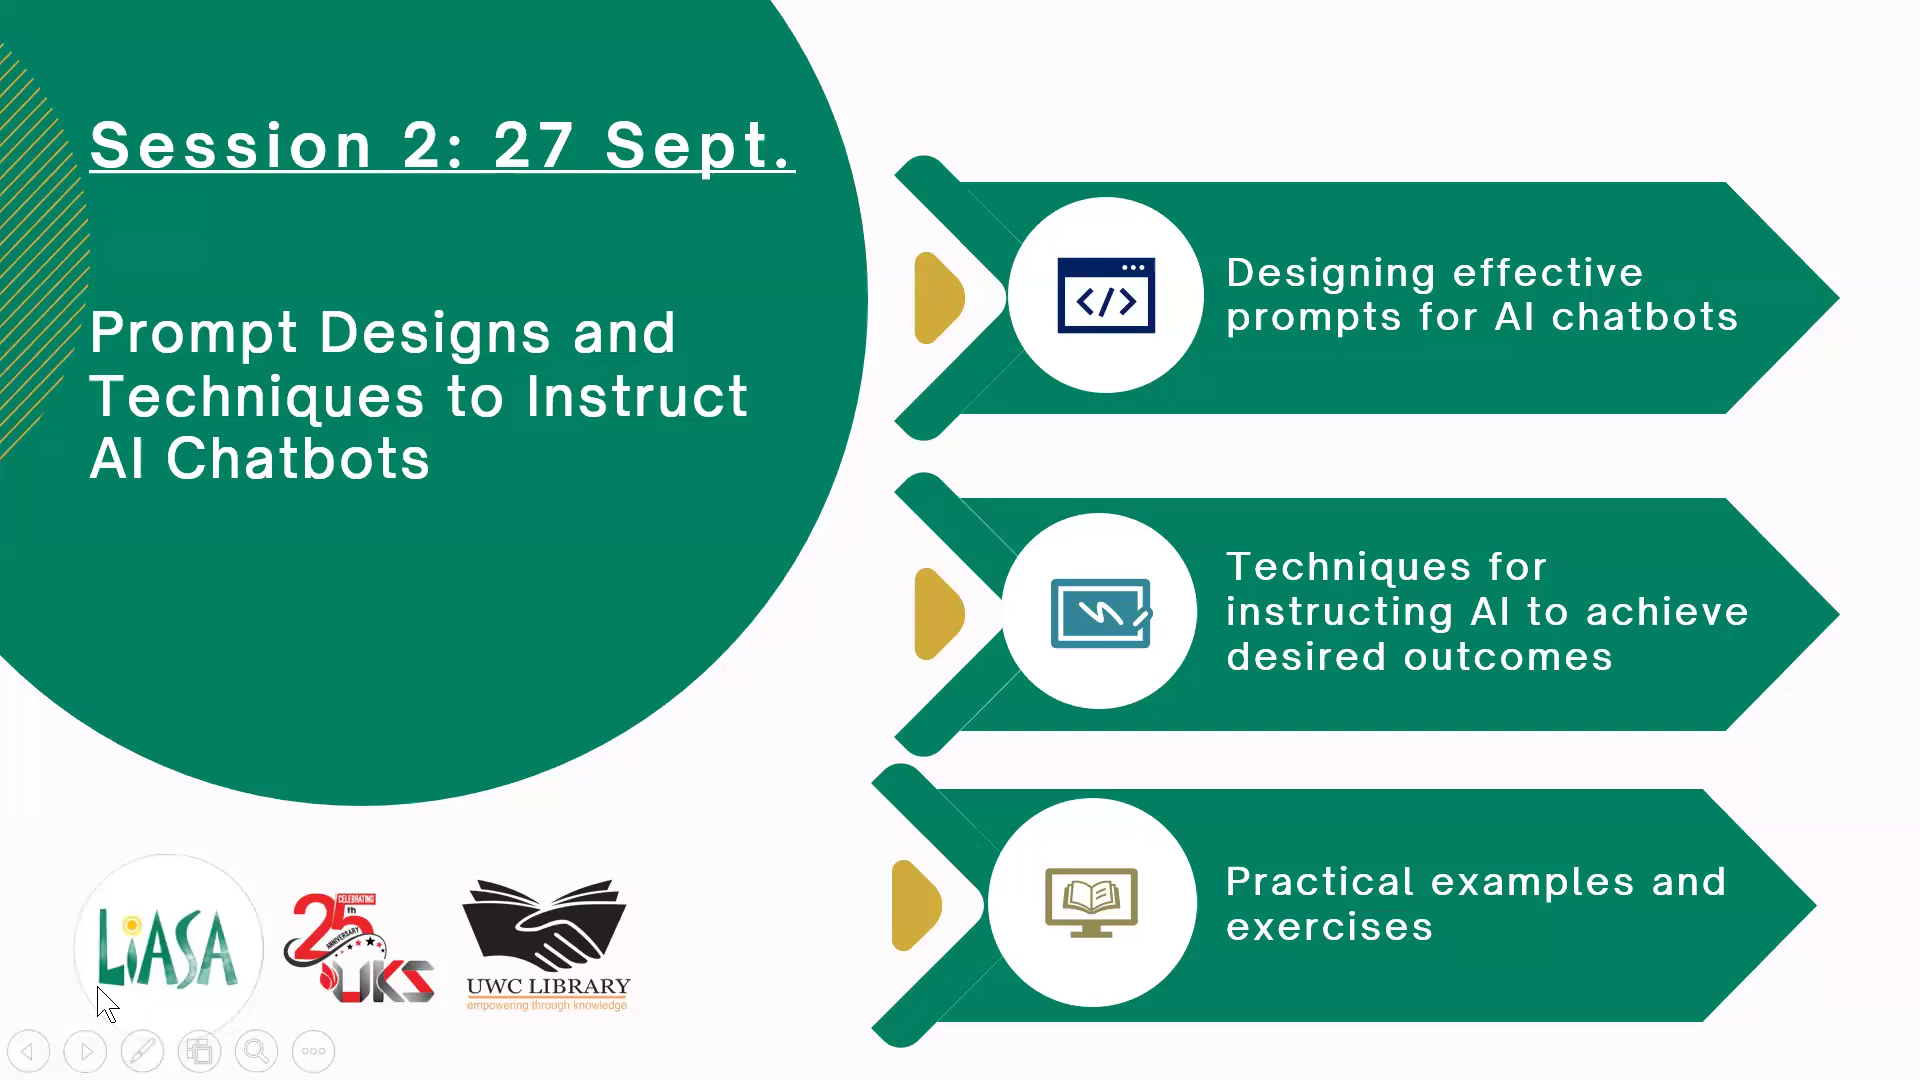 Session 2: 27 Sept.
Prompt Designs and
Techniques to Instruct
AI Chatbots
Designing effective
prompts for AI chatbots
Techniques for
instructing AI to achieve
desired outcomes
Practical examples and
exercises
LiASA
CELEBRATING
25th
ANNIVERSARY
UKS
UWC LIBRARY
empowering through knowledge